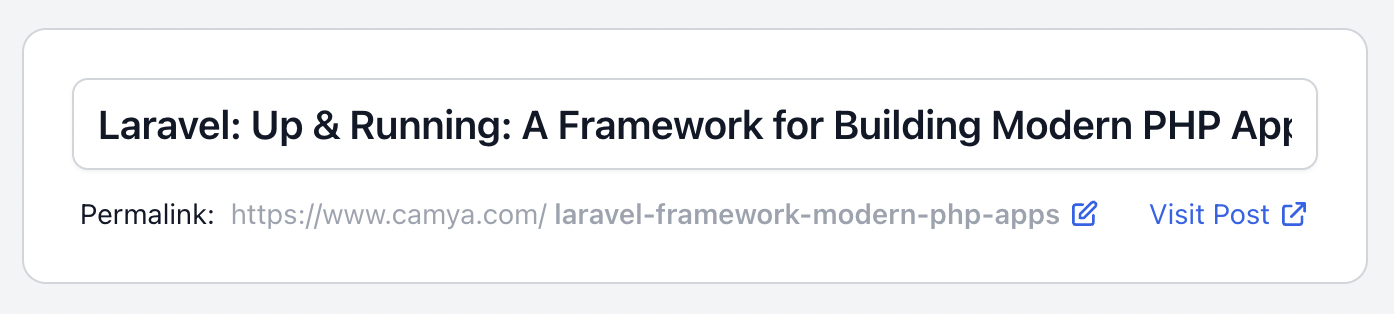 Laravel: Up & Running: A Framework for Building Modern PHP App
Permalink: https://www.camya.com/ laravel-framework-modern-php-apps Visit Post